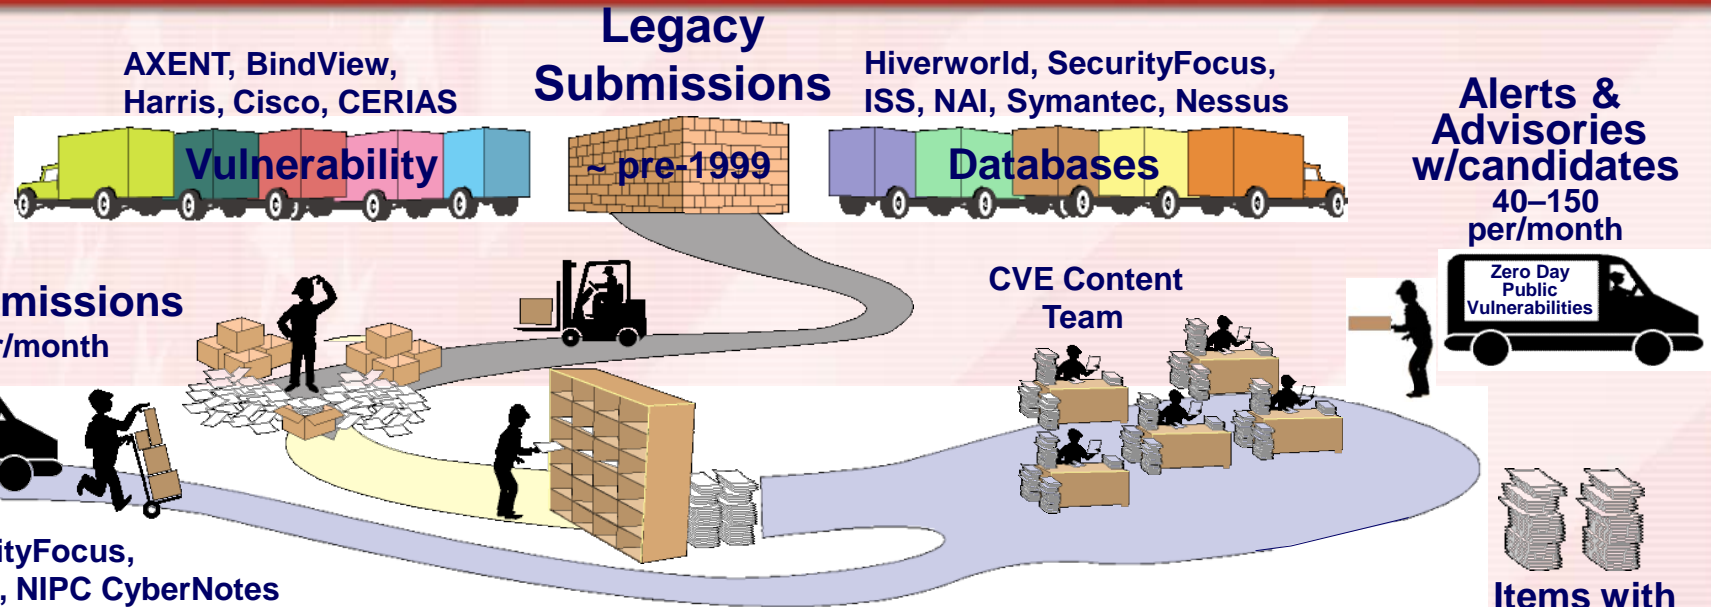 Legacy
Submissions
AXENT, BindView,
Harris, Cisco, CERIAS
Hiverworld, SecurityFocus,
ISS, NAI, Symantec, Nessus
Alerts &
Advisories
w/candidates
40–150
per/month
Vulnerability
~ pre-1999
Databases
Zero Day
Public
Vulnerabilities
CVE Content
Team
missions
r/month
ityFocus,
, NIPC CyberNotes
Items with